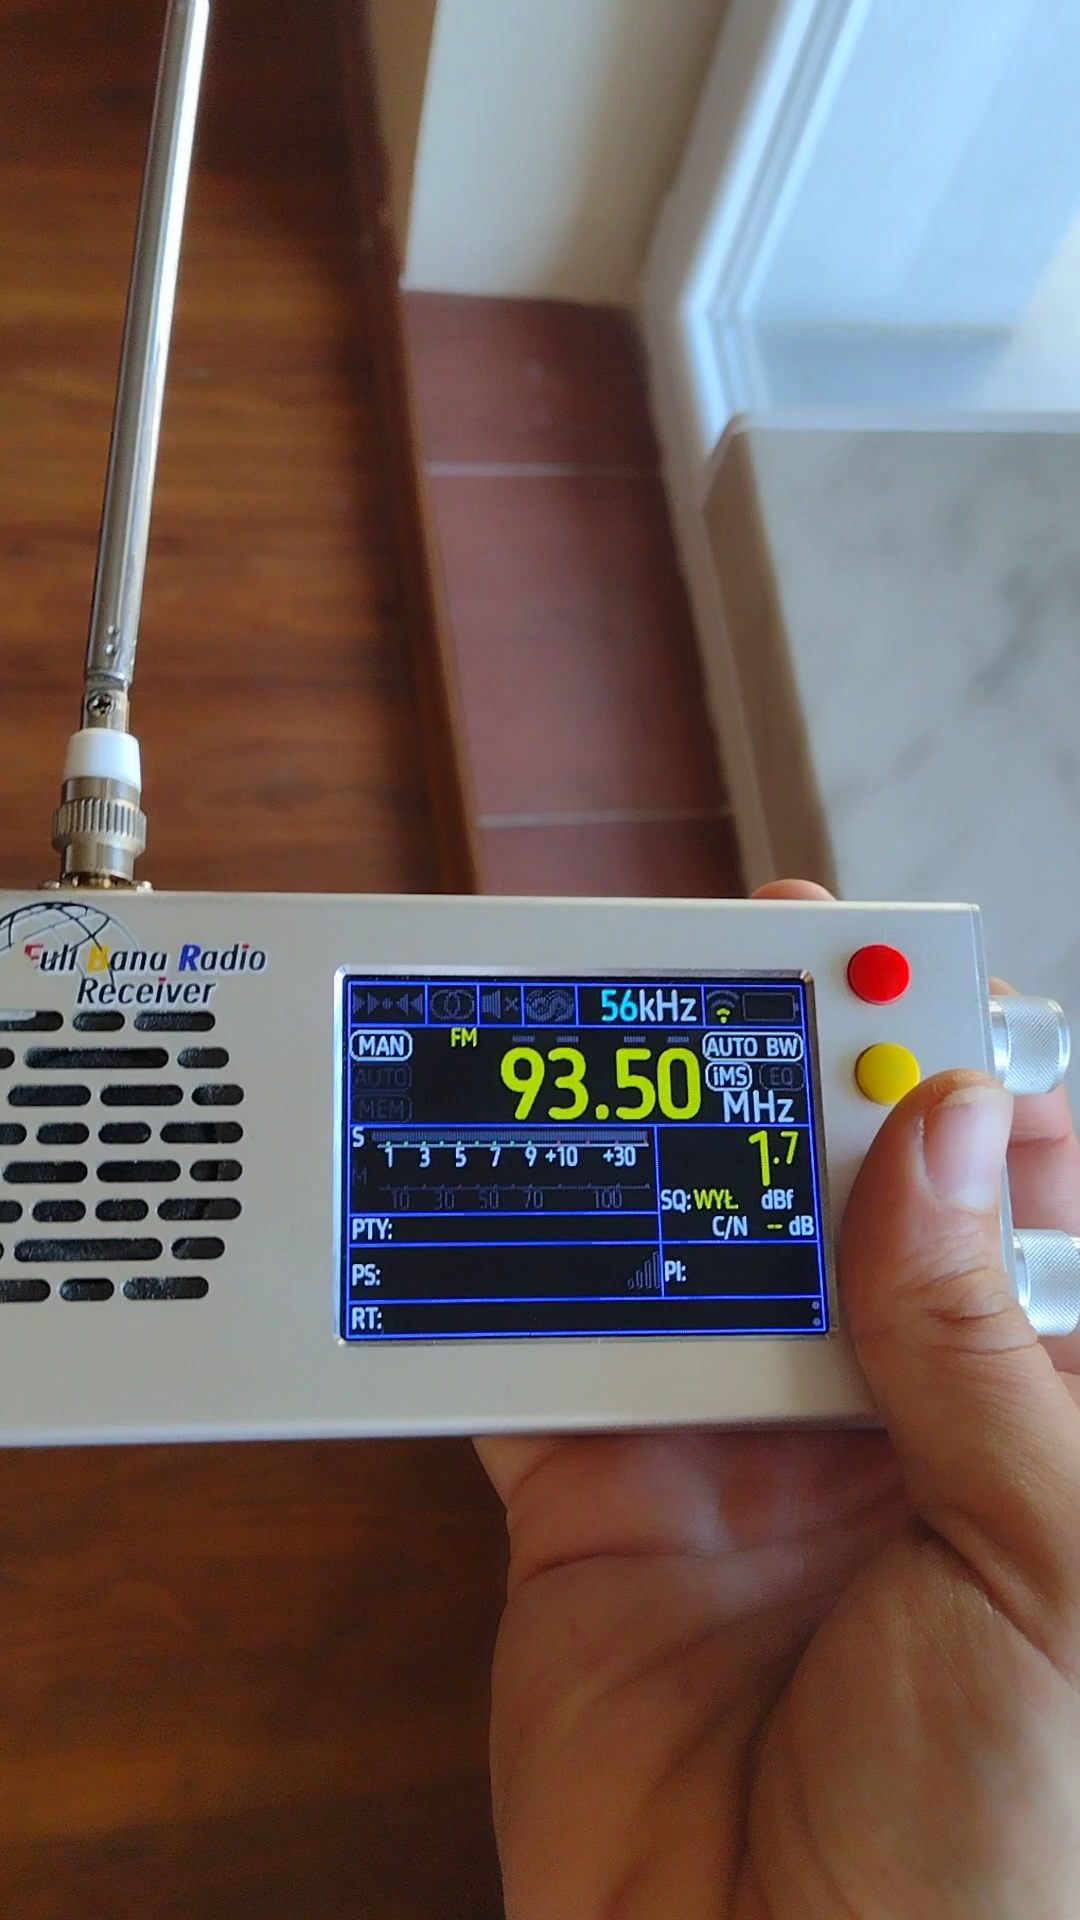 Full Band Radio
Receiver
56kHz
MAN
FM
93.50
MHz
AUTO BW
AUTO
iMS
EQ
MEM
S
1 3 5 7 9 +10 +30
M
10 30 50 70 100
1.7
SQ: WYŁ. dBf
C/N -- dB
PTY:
PS:
PI:
RT: